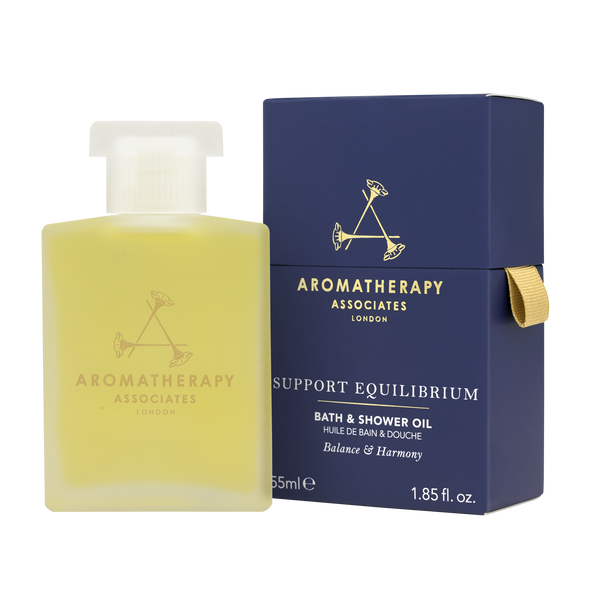 AROMATHERAPY
ASSOCIATES
LONDON
AROMATHERAPY
ASSOCIATES
LONDON
SUPPORT EQUILIBRIUM
BATH & SHOWER OIL
HUILE DE BAIN & DOUCHE
Balance & Harmony
55ml℮
1.85 fl. oz.